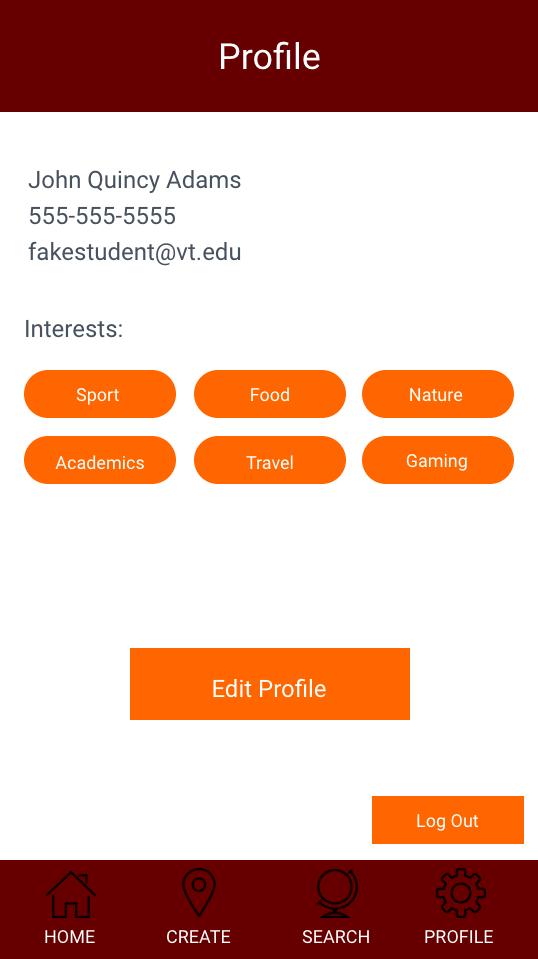 Profile
John Quincy Adams
555-555-5555
fakestudent@vt.edu
Interests:
Sport Food Nature
Academics Travel Gaming
Edit Profile
Log Out
HOME CREATE SEARCH PROFILE